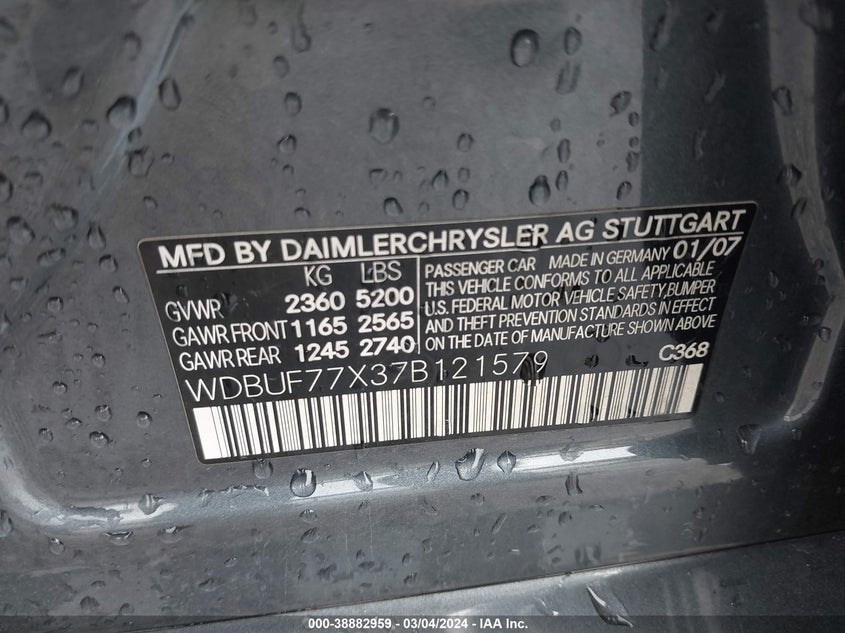 MFD BY DAIMLERCHRYSLER AG STUTTGART
KG LBS
GVWR 2360 5200
GAWR FRONT 1165 2565
GAWR REAR 1245 2740
PASSENGER CAR MADE IN GERMANY 01/07
THIS VEHICLE CONFORMS TO ALL APPLICABLE
U.S. FEDERAL MOTOR VEHICLE SAFETY,BUMPER
AND THEFT PREVENTION STANDARDS IN EFFECT
ON THE DATE OF MANUFACTURE SHOWN ABOVE
WDBUF77X37B121579 C368
000-38882959 - 03/04/2024 - IAA Inc.